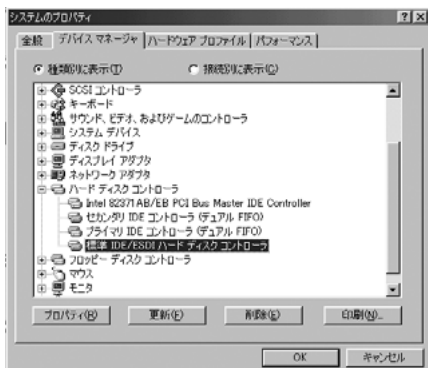 システムのプロパティ
全般 デバイス マネージャ ハードウェア プロファイル パフォーマンス
種類別に表示(T) 接続別に表示(C)
SCSI コントローラ
キーボード
サウンド、ビデオ、およびゲームのコントローラ
システム デバイス
ディスク ドライブ
ディスプレイ アダプタ
ネットワーク アダプタ
ハード ディスク コントローラ
Intel 82371AB/EB PCI Bus Master IDE Controller
セカンダリ IDE コントローラ (デュアル FIFO)
プライマリ IDE コントローラ (デュアル FIFO)
標準 IDE/ESDI ハード ディスク コントローラ
フロッピー ディスク コントローラ
マウス
モニタ
プロパティ(R) 更新(F) 削除(E) 印刷(N)...
OK キャンセル